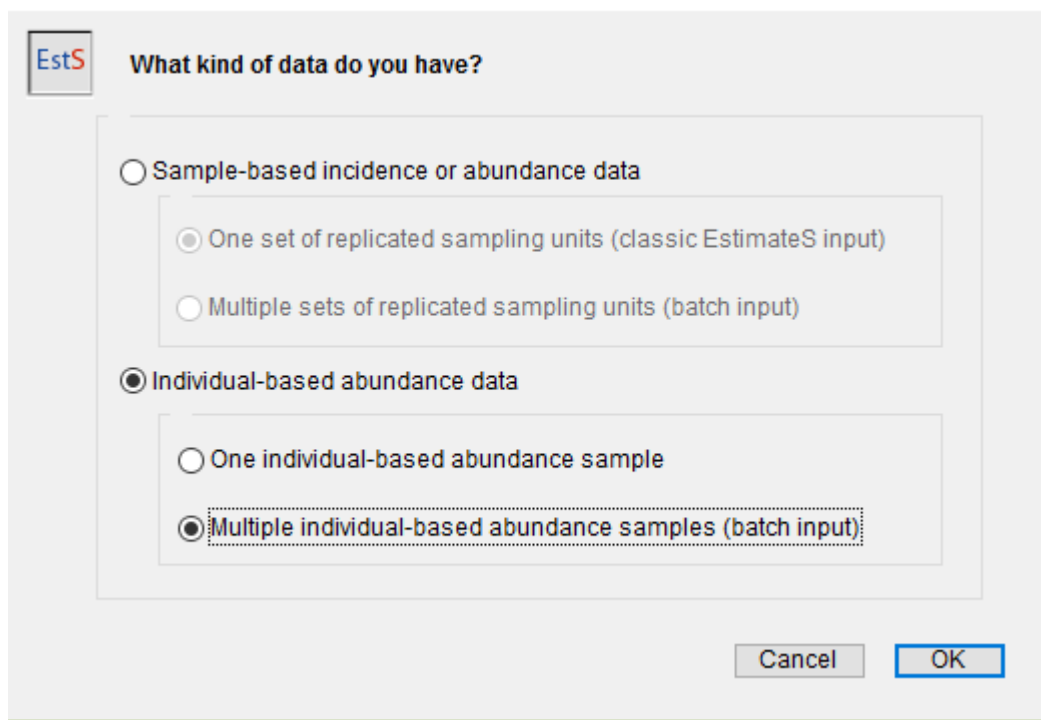 EstS
What kind of data do you have?
Sample-based incidence or abundance data
One set of replicated sampling units (classic EstimateS input)
Multiple sets of replicated sampling units (batch input)
Individual-based abundance data
One individual-based abundance sample
Multiple individual-based abundance samples (batch input)
Cancel
OK